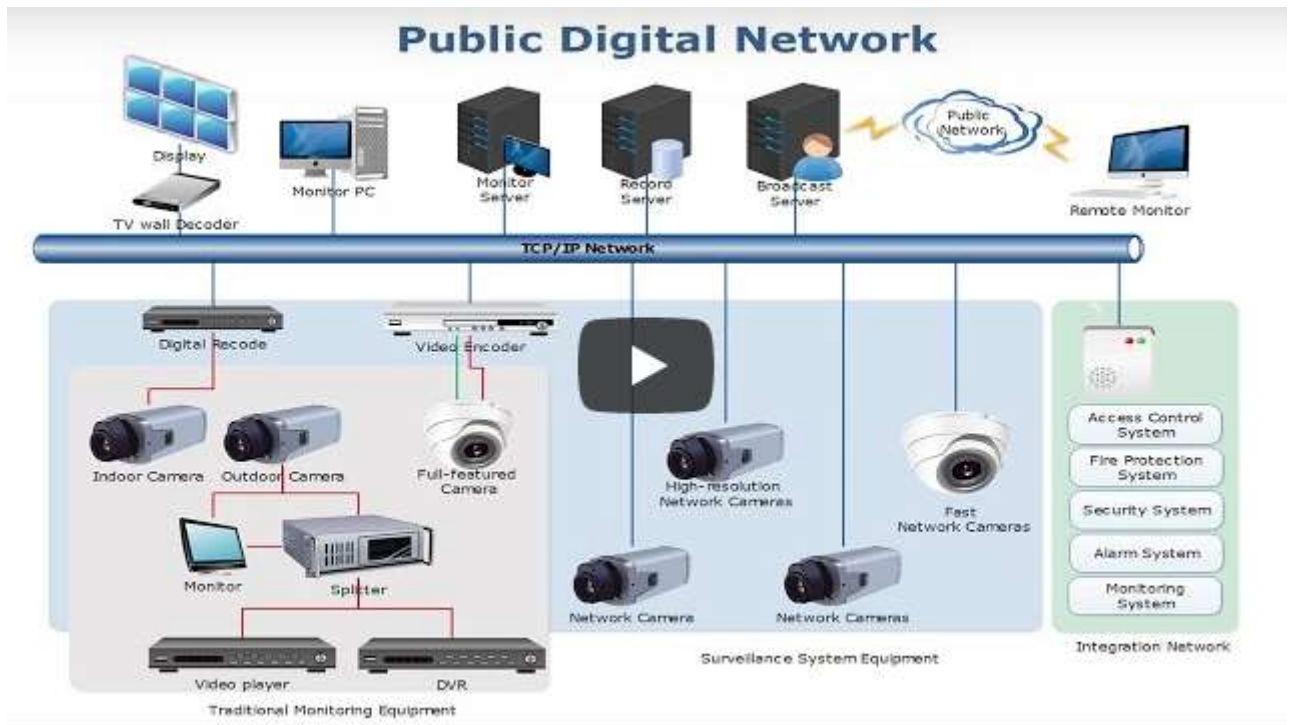 Public Digital Network
Display
TV wall Decoder
Monitor PC
Monitor
Server
Record
Server
Broadcast
Server
Public
Network
Remote Monitor
TCP/IP Network
Digital Recode
Video Encoder
Indoor Camera
Outdoor Camera
Full-featured
Camera
Monitor
Splitter
Video player
DVR
Traditional Monitoring Equipment
High-resolution
Network Cameras
Network Camera
Network Cameras
Fast
Network Cameras
Surveillance System Equipment
Access Control
System
Fire Protection
System
Security System
Alarm System
Monitoring
System
Integration Network